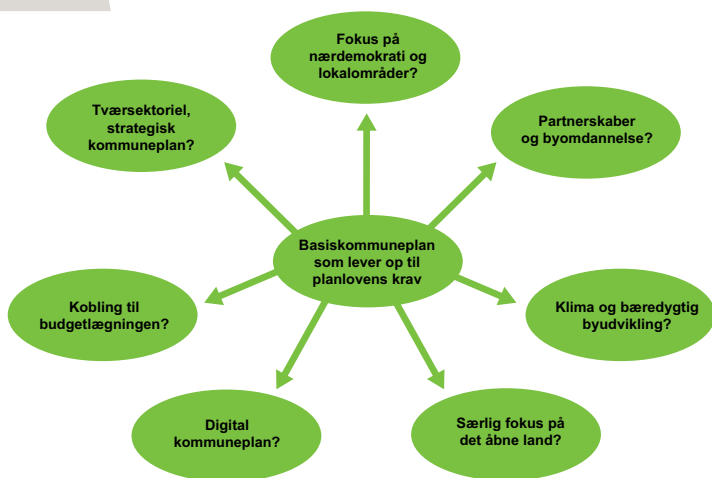 Fokus på
nærdemokrati og
lokalområder?
Tværsektoriel,
strategisk
kommuneplan?
Partnerskaber
og byomdannelse?
Basiskommuneplan
som lever op til
planlovens krav
Kobling til
budgetlægningen?
Klima og bæredygtig
byudvikling?
Digital
kommuneplan?
Særlig fokus på
det åbne land?